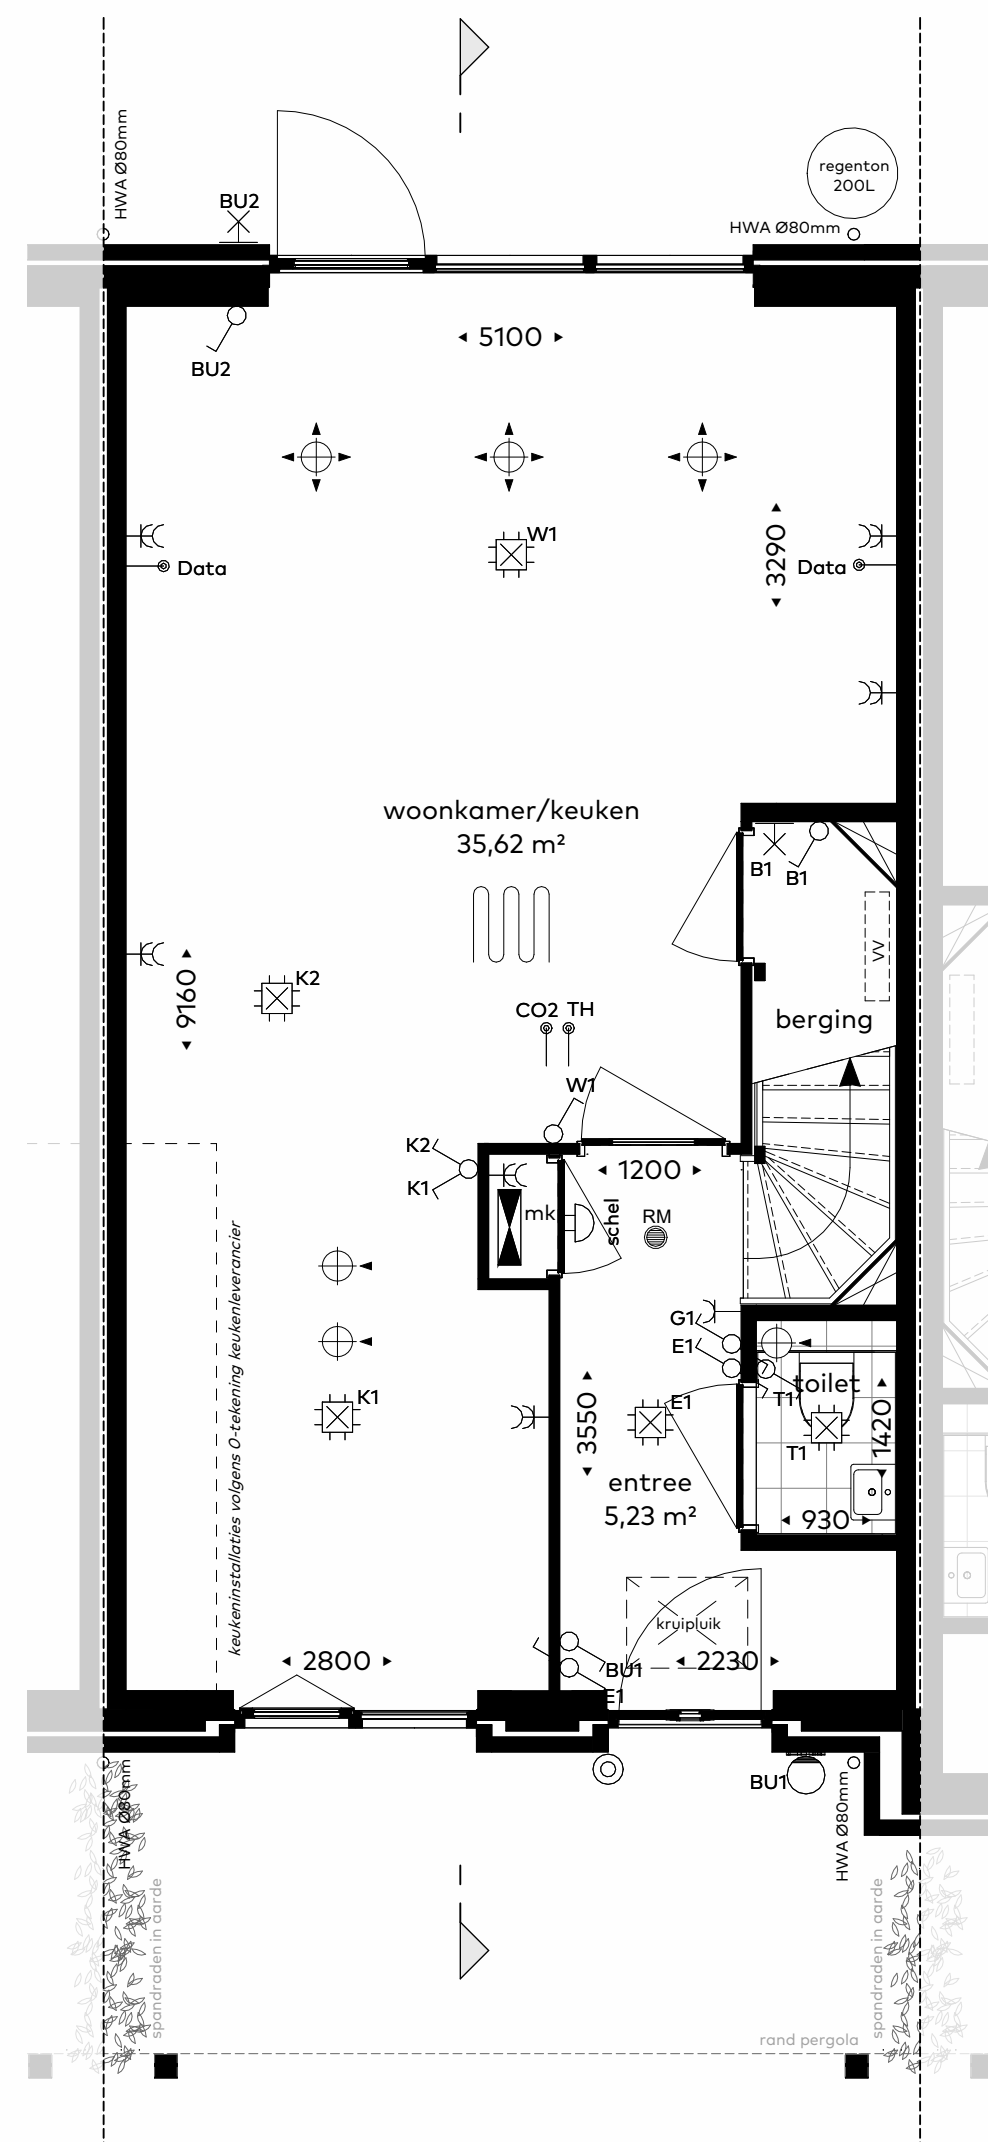 HWA Ø80mm
regenton
200L
BU2
HWA Ø80mm
5100
BU2
W1
3290
Data
Data
woonkamer/keuken
35,62 m²
B1
B1
VV
K2
9160
CO2 TH
berging
W1
K2
K1
1200
mk
schel
RM
keukeninstallaties volgens 0-tekening keukenleverancier
G1
E1
toilet
T1
K1
E1
3550
1420
T1
entree
5,23 m²
930
kruipluik
2800
BU1
2230
E1
HWA Ø80mm
BU1
HWA Ø80mm
spandraden in aarde
spandraden in aarde
rand pergola